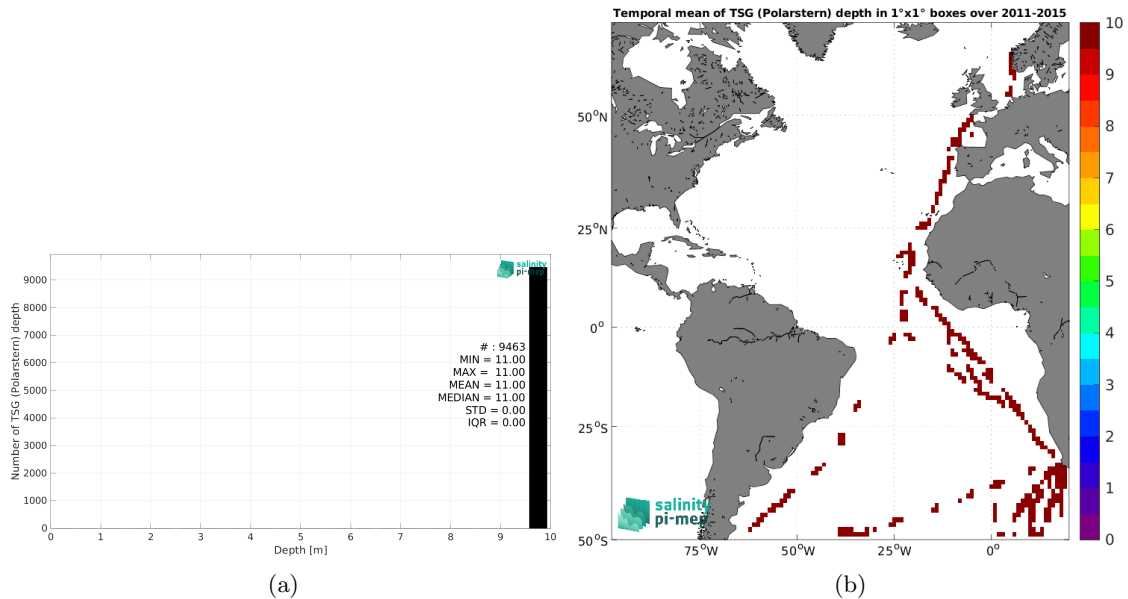 Temporal mean of TSG (Polarstern) depth in 1°x1° boxes over 2011-2015
Number of TSG (Polarstern) depth
9000
8000
7000
6000
5000
4000
3000
2000
1000
0
salinity
pi-mep
# : 9463
MIN = 11.00
MAX = 11.00
MEAN = 11.00
MEDIAN = 11.00
STD = 0.00
IQR = 0.00
0 1 2 3 4 5 6 7 8 9 10
Depth [m]
(a)
50°N
25°N
0°
25°S
50°S
75°W 50°W 25°W 0°
salinity
pi-mep
10
9
8
7
6
5
4
3
2
1
0
(b)